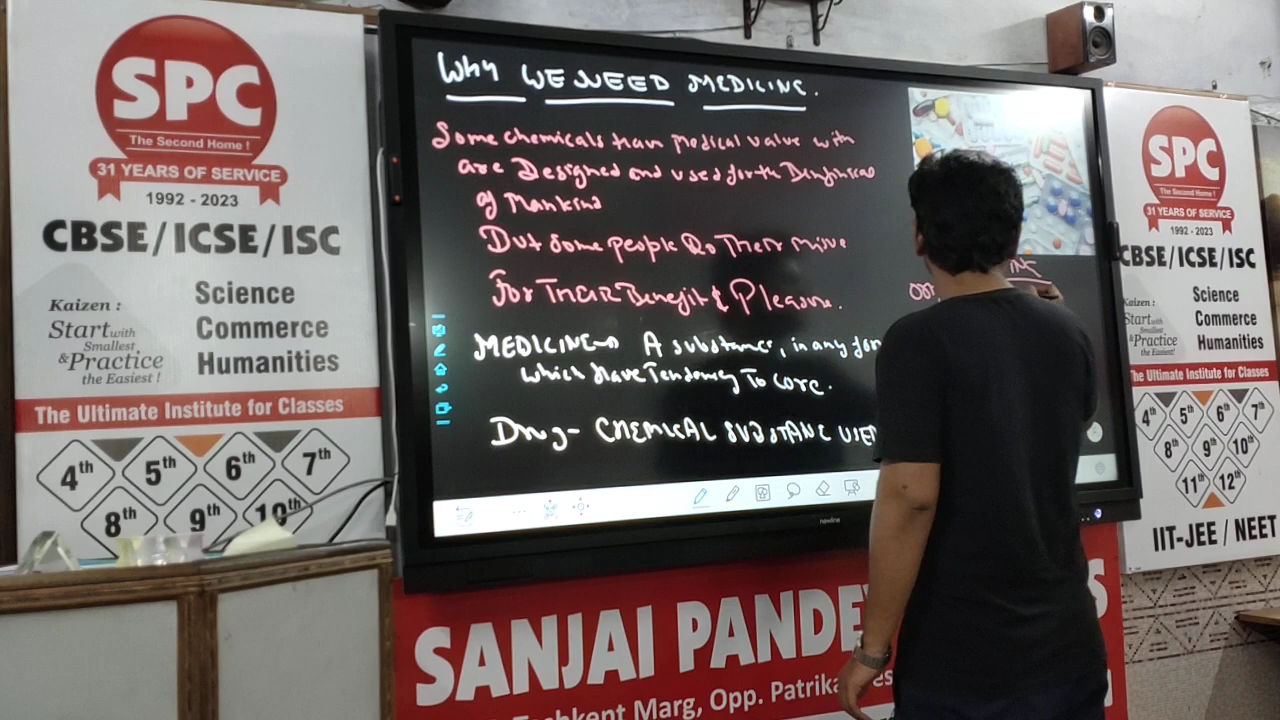 SPC
The Second Home !
31 YEARS OF SERVICE
1992 - 2023
CBSE/ICSE/ISC
Kaizen :
Start with
Smallest
& Practice
the Easiest !
Science
Commerce
Humanities
The Ultimate Institute for Classes
4th 5th 6th 7th
8th 9th 10th
WHY WE NEED MEDICINE.
Some chemicals have medical value with
are Designed and used for the
of Mankind
But some people Do Their
For THEIR Benefit & Pleasure.
MEDICINE→ A substance, in any
which have Tendency To cure.
Drug- CHEMICAL SUBSTANC USED
newline
SANJAI PANDEY
Tashkent Marg, Opp. Patrika
SPC
The Second Home !
31 YEARS OF SERVICE
1992 - 2023
CBSE/ICSE/ISC
Kaizen :
Start with
Smallest
& Practice
the Easiest!
Science
Commerce
Humanities
The Ultimate Institute for Classes
4th 5th 6th 7th
8th 9th 10th
11th 12th
IIT-JEE / NEET